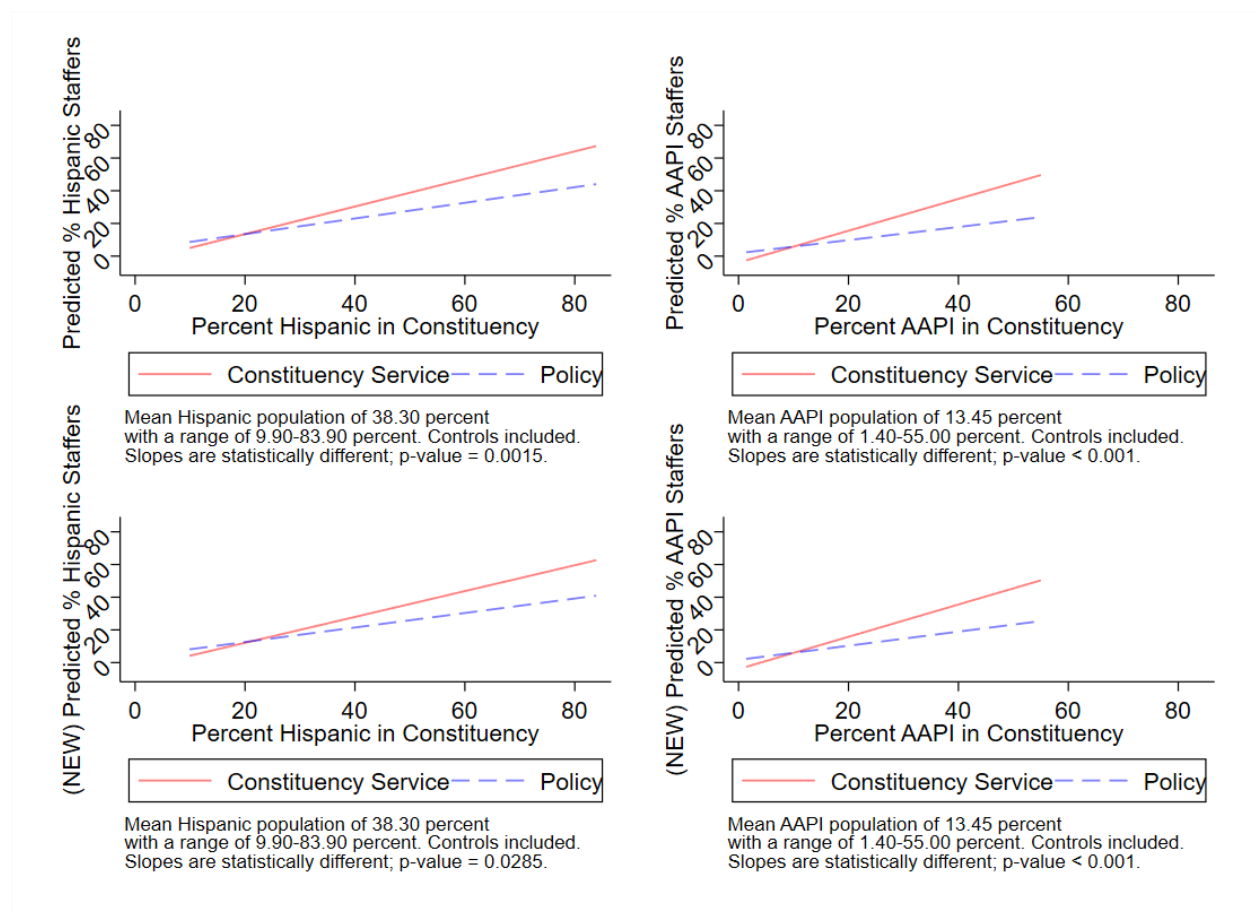 Predicted % Hispanic Staffers
80
60
40
20
0
0 20 40 60 80
Percent Hispanic in Constituency
Constituency Service Policy
Mean Hispanic population of 38.30 percent
with a range of 9.90-83.90 percent. Controls included.
Slopes are statistically different; p-value = 0.0015.
Predicted % AAPI Staffers
80
60
40
20
0
0 20 40 60 80
Percent AAPI in Constituency
Constituency Service Policy
Mean AAPI population of 13.45 percent
with a range of 1.40-55.00 percent. Controls included.
Slopes are statistically different; p-value < 0.001.
(NEW) Predicted % Hispanic Staffers
80
60
40
20
0
0 20 40 60 80
Percent Hispanic in Constituency
Constituency Service Policy
Mean Hispanic population of 38.30 percent
with a range of 9.90-83.90 percent. Controls included.
Slopes are statistically different; p-value = 0.0285.
(NEW) Predicted % AAPI Staffers
80
60
40
20
0
0 20 40 60 80
Percent AAPI in Constituency
Constituency Service Policy
Mean AAPI population of 13.45 percent
with a range of 1.40-55.00 percent. Controls included.
Slopes are statistically different; p-value < 0.001.